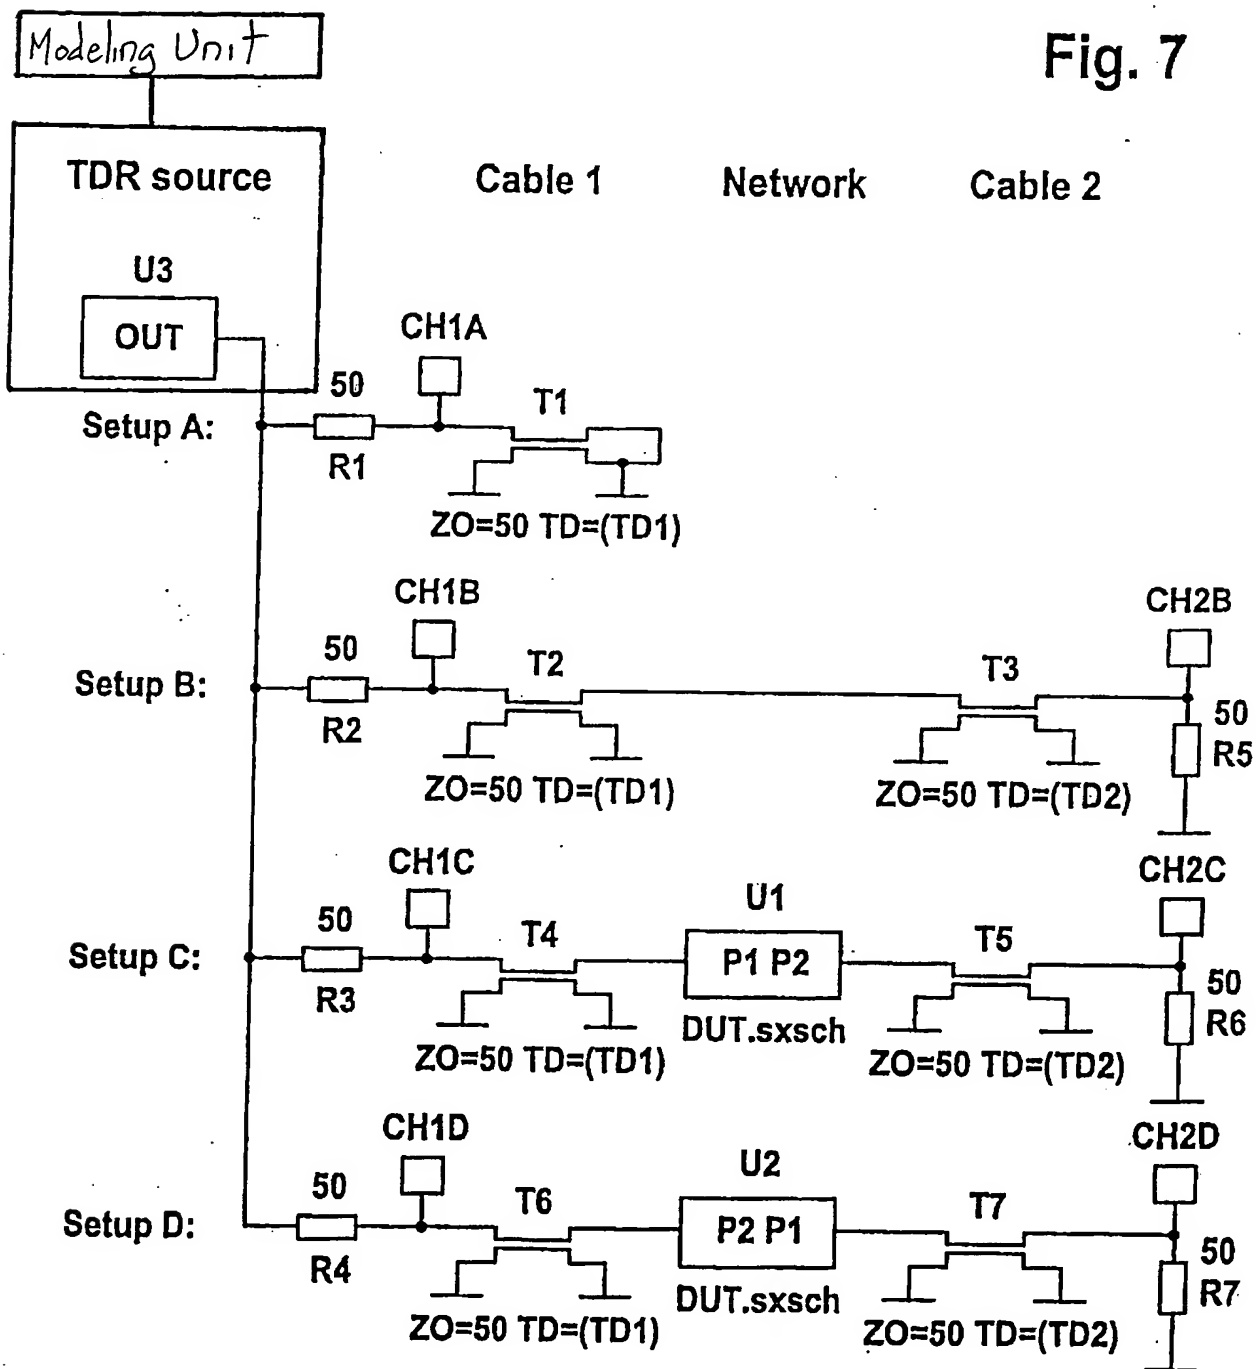 Modeling Unit
Fig. 7
TDR source
Cable 1
Network
Cable 2
U3
OUT
CH1A
50
T1
Setup A:
R1
ZO=50 TD=(TD1)
CH1B
CH2B
50
T2
T3
Setup B:
50
R2
R5
ZO=50 TD=(TD1)
ZO=50 TD=(TD2)
CH1C
CH2C
50
T4
U1
T5
Setup C:
P1 P2
50
R3
DUT.sxsch
R6
ZO=50 TD=(TD1)
ZO=50 TD=(TD2)
CH1D
CH2D
50
T6
U2
T7
Setup D:
P2 P1
50
R4
DUT.sxsch
R7
ZO=50 TD=(TD1)
ZO=50 TD=(TD2)